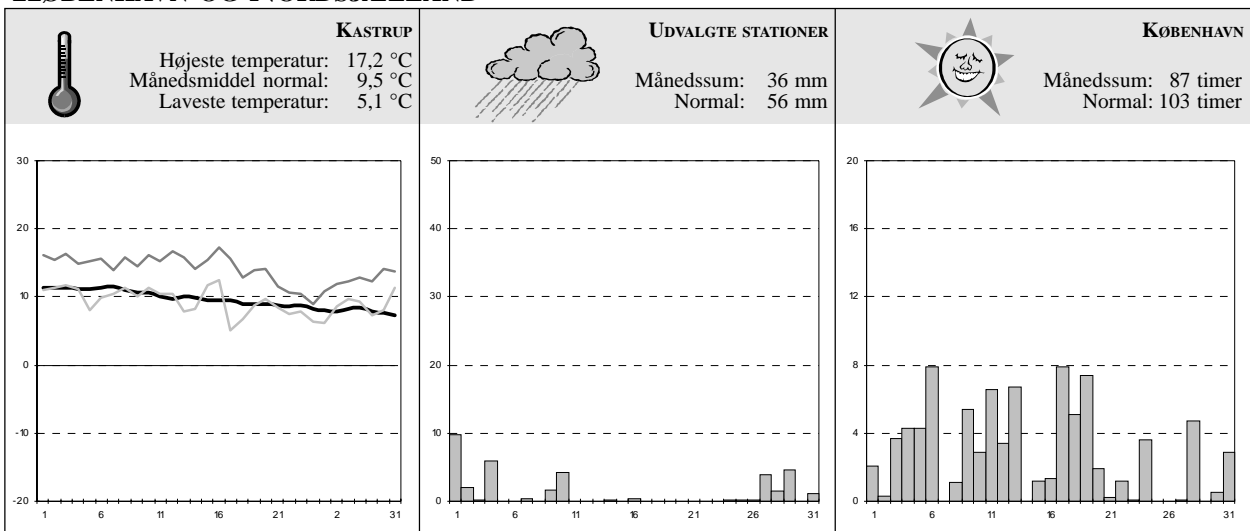 KØBENHAVN OG NORDSJÆLLAND
KASTRUP
Højeste temperatur: 17,2 °C
Månedsmiddel normal: 9,5 °C
Laveste temperatur: 5,1 °C
30
20
10
0
-10
-20
1 6 11 16 21 2 31
UDVALGTE STATIONER
Månedssum: 36 mm
Normal: 56 mm
50
40
30
20
10
0
1 6 11 16 21 26 31
KØBENHAVN
Månedssum: 87 timer
Normal: 103 timer
20
16
12
8
4
0
1 6 11 16 21 26 31